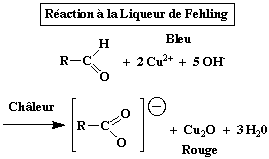 Réaction à la Liqueur de Fehling
Bleu
H
R—C + 2 Cu²⁺ + 5 OH⁻
O
Châleur
O
R—C
O
−
+ Cu₂O + 3 H₂0
Rouge